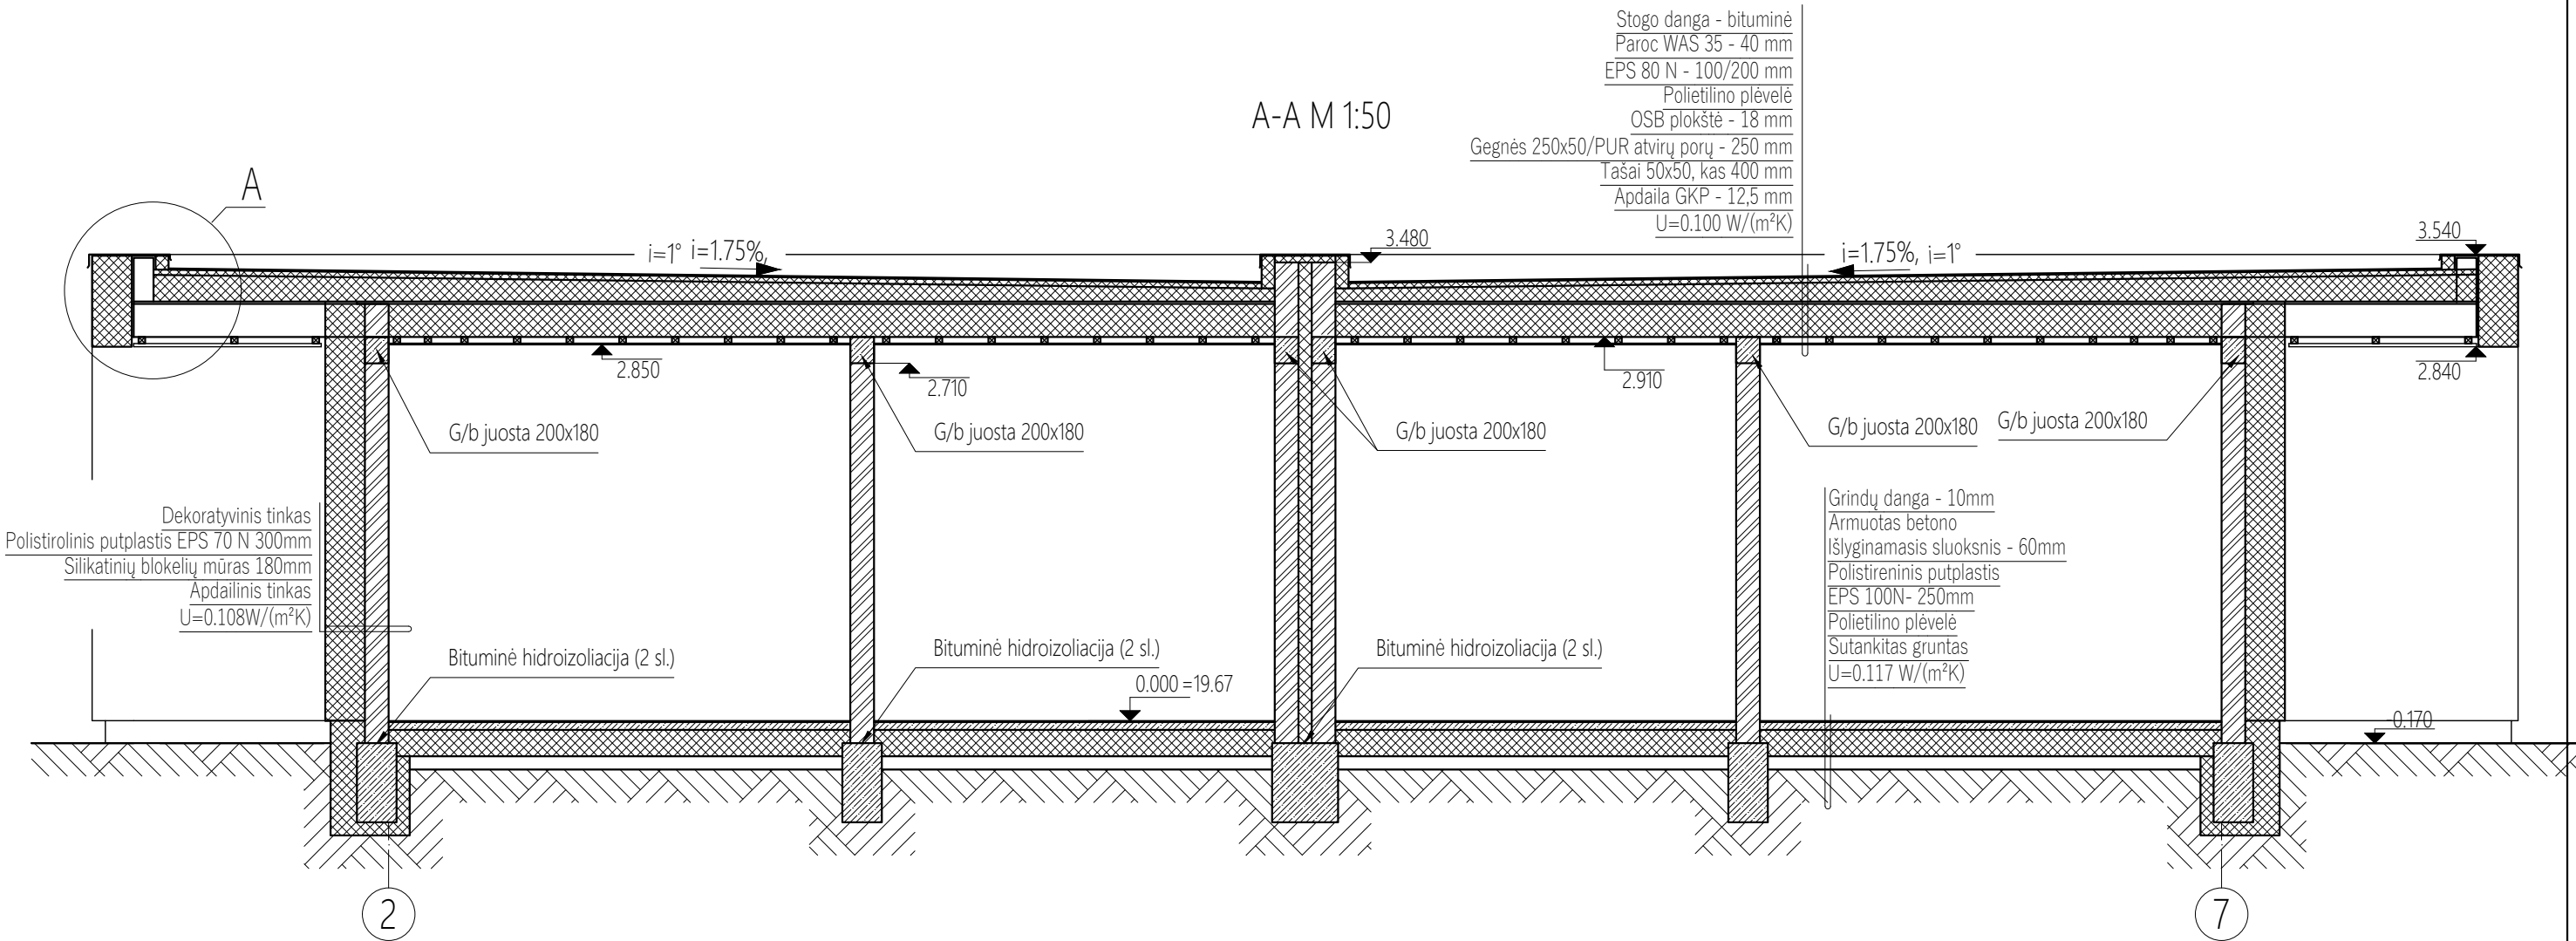 Stogo danga - bituminė
Paroc WAS 35 - 40 mm
EPS 80 N - 100/200 mm
Polietilino plėvelė
OSB plokštė - 18 mm
Gegnės 250x50/PUR atvirų porų - 250 mm
Tašai 50x50, kas 400 mm
Apdaila GKP - 12,5 mm
U=0.100 W/(m²K)
A-A M 1:50
A
i=1° i=1.75%,
3.480
i=1.75%, i=1°
3.540
2.850
2.710
2.910
2.840
G/b juosta 200x180
G/b juosta 200x180
G/b juosta 200x180
G/b juosta 200x180
G/b juosta 200x180
Dekoratyvinis tinkas
Polistirolinis putplastis EPS 70 N 300mm
Silikatinių blokelių mūras 180mm
Apdailinis tinkas
U=0.108W/(m²K)
Grindų danga - 10mm
Armuotas betono
Išlyginamasis sluoksnis - 60mm
Polistireninis putplastis
EPS 100N- 250mm
Polietilino plėvelė
Sutankitas gruntas
U=0.117 W/(m²K)
Bituminė hidroizoliacija (2 sl.)
Bituminė hidroizoliacija (2 sl.)
Bituminė hidroizoliacija (2 sl.)
0.000 =19.67
-0.170
2
7